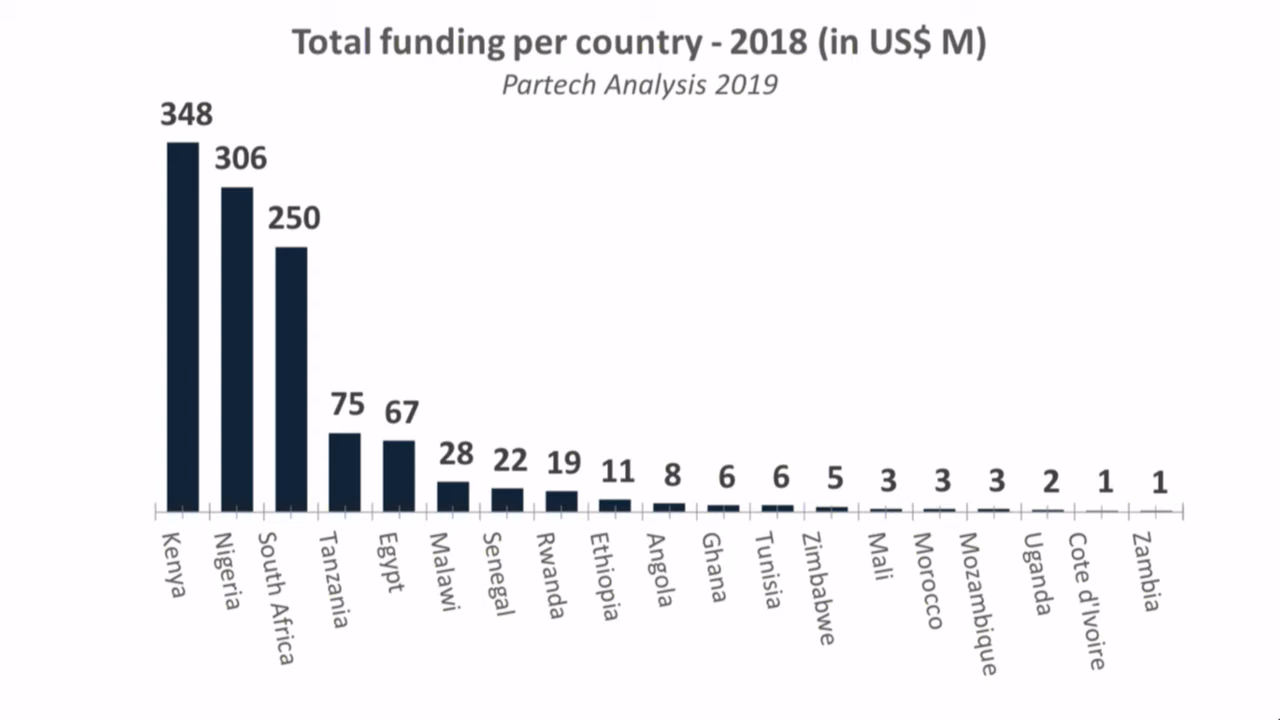 Total funding per country - 2018 (in US$ M)
Partech Analysis 2019
348
306
250
75
67
28
22
19
11
8
6
6
5
3
3
3
2
1
1
Kenya
Nigeria
South Africa
Tanzania
Egypt
Malawi
Senegal
Rwanda
Ethiopia
Angola
Ghana
Tunisia
Zimbabwe
Mali
Morocco
Mozambique
Uganda
Cote d'Ivoire
Zambia